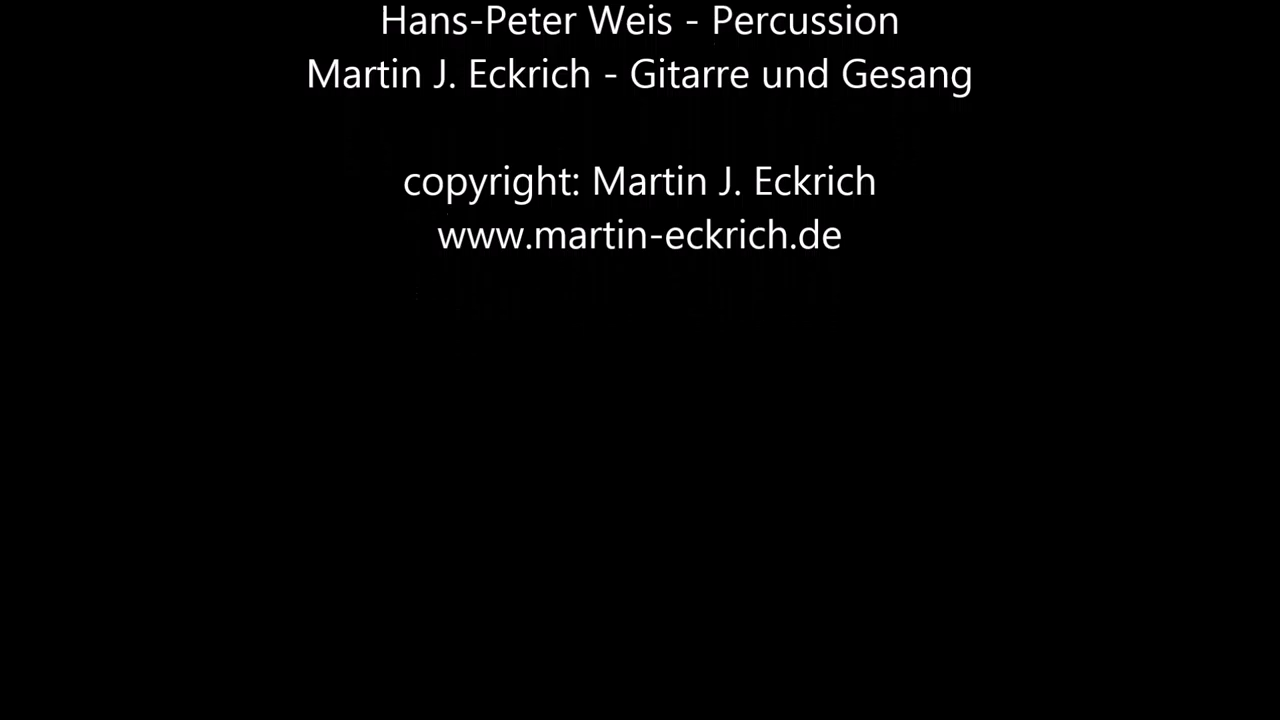 Hans-Peter Weis - Percussion
Martin J. Eckrich - Gitarre und Gesang
copyright: Martin J. Eckrich
www.martin-eckrich.de